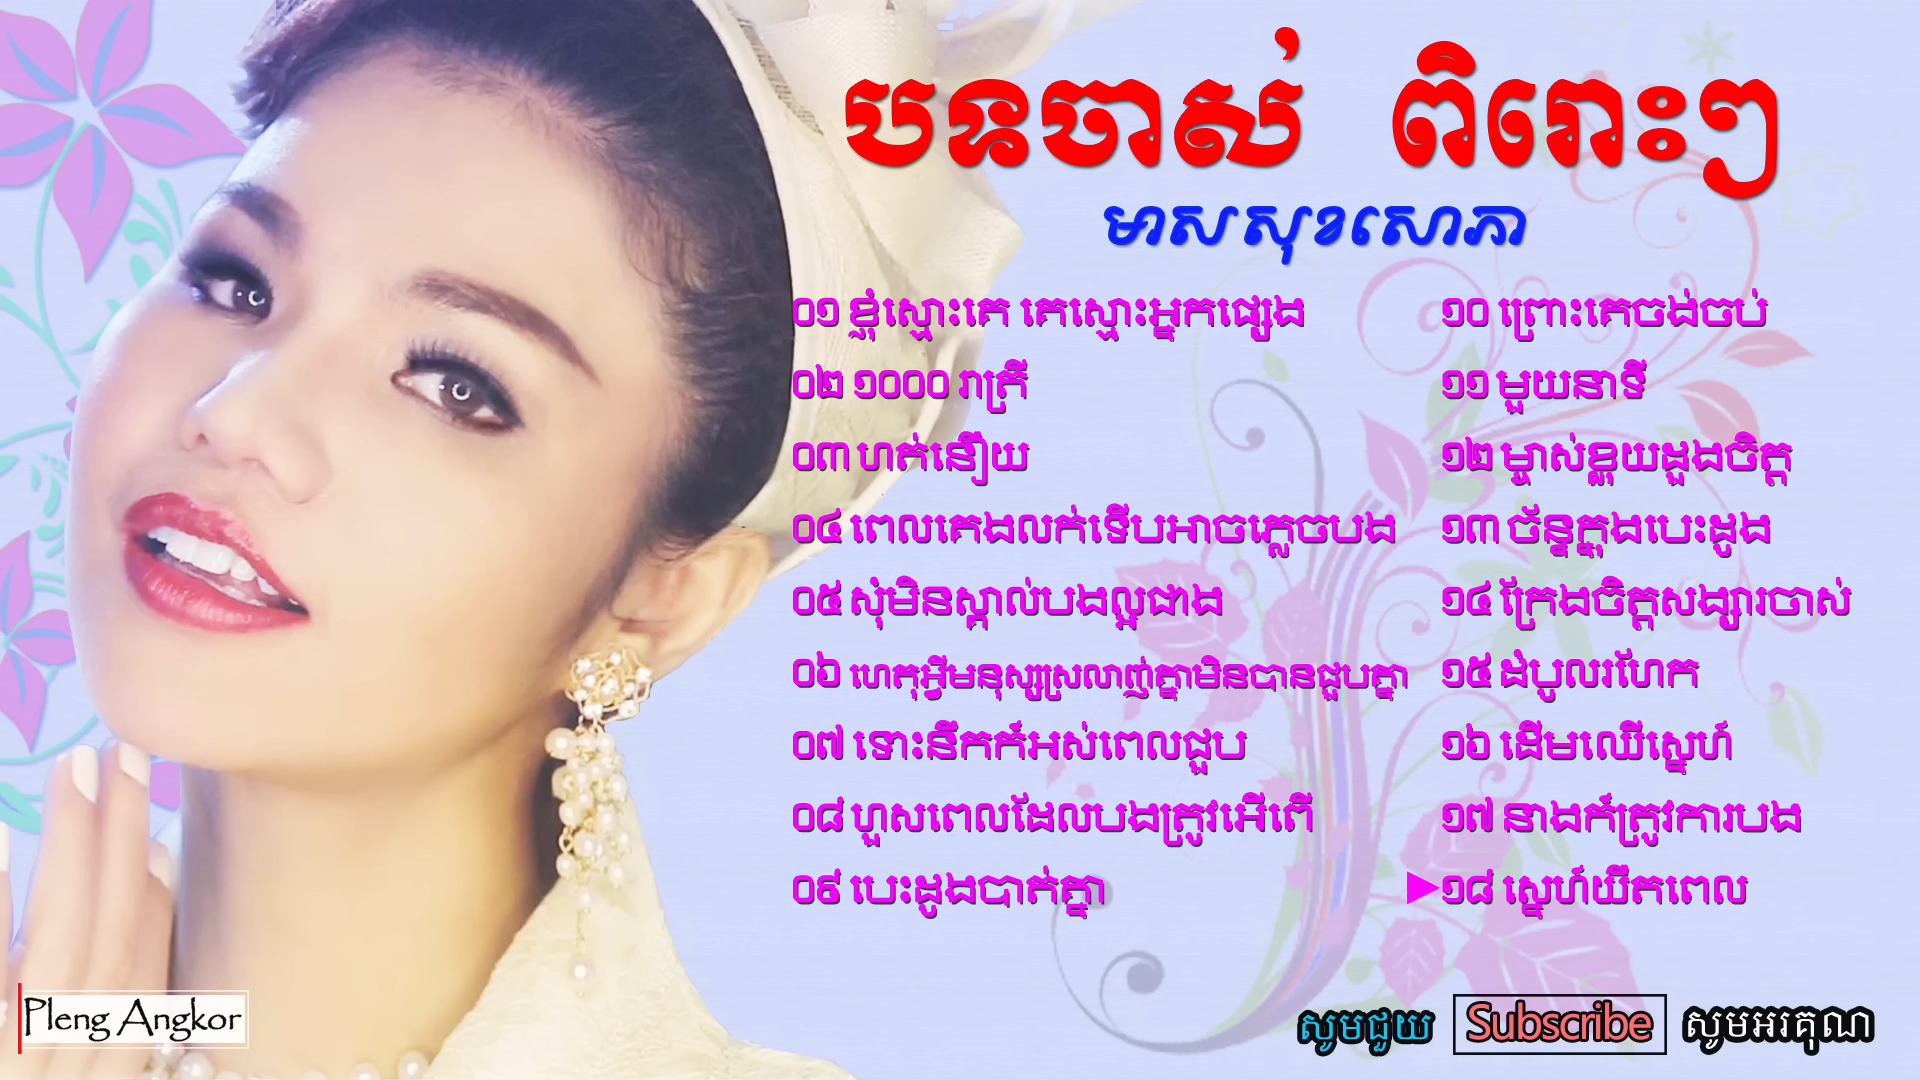 បទចាស់ ពិរោះៗ
មាសសុខសោភា
០១ ខ្ញុំស្មោះគេ គេស្មោះអ្នកផ្សេង
០២ ១០០០ រាត្រី
០៣ ហត់នឿយ
០៤ ពេលគេងលក់ទើបអាចភ្លេចបង
០៥ សុំមិនស្គាល់បងល្អជាង
០៦ ហេតុអ្វីមនុស្សស្រលាញ់គ្នាមិនបានជួបគ្នា
០៧ ទោះនឹកក៏អស់ពេលជួប
០៨ ហួសពេលដែលបងត្រូវអើពើ
០៩ បេះដូងបាត់គ្នា
១០ ព្រោះគេចង់ចប់
១១ មួយនាទី
១២ ម្ចាស់ខ្លុយដួងចិត្ត
១៣ ច័ន្ទក្នុងបេះដូង
១៤ ក្រែងចិត្តសង្សារចាស់
១៥ ដំបូលរហែក
១៦ ដើមឈើស្នេហ៍
១៧ នាងក៏ត្រូវការបង
▶១៨ ស្នេហ៍យឺតពេល
Pleng Angkor
សូមជួយ Subscribe សូមអរគុណ